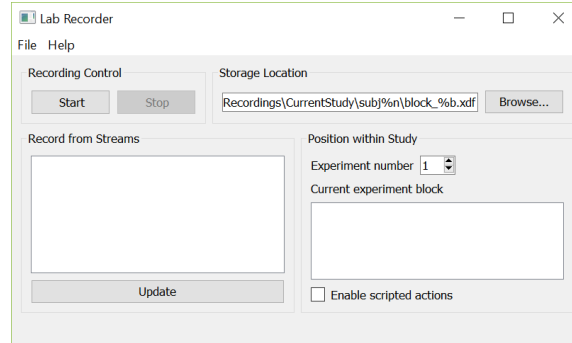 Lab Recorder
File Help
Recording Control
Start Stop
Storage Location
Recordings\CurrentStudy\subj%n\block_%b.xdf Browse...
Record from Streams
Update
Position within Study
Experiment number 1
Current experiment block
Enable scripted actions